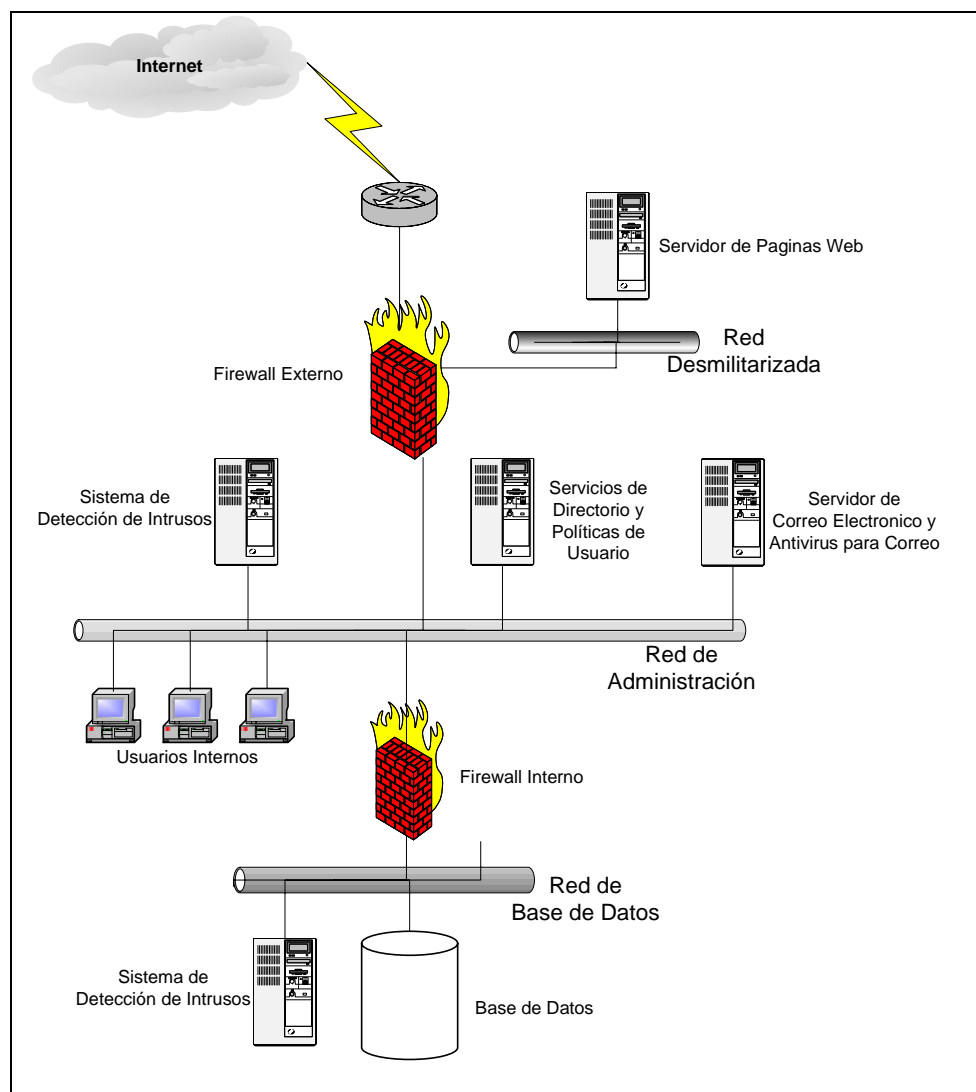 Internet
Servidor de Paginas Web
Red
Desmilitarizada
Firewall Externo
Sistema de
Detección de Intrusos
Servicios de
Directorio y
Políticas de
Usuario
Servidor de
Correo Electronico y
Antivirus para Correo
Red de
Administración
Usuarios Internos
Firewall Interno
Red de
Base de Datos
Sistema de
Detección de Intrusos
Base de Datos